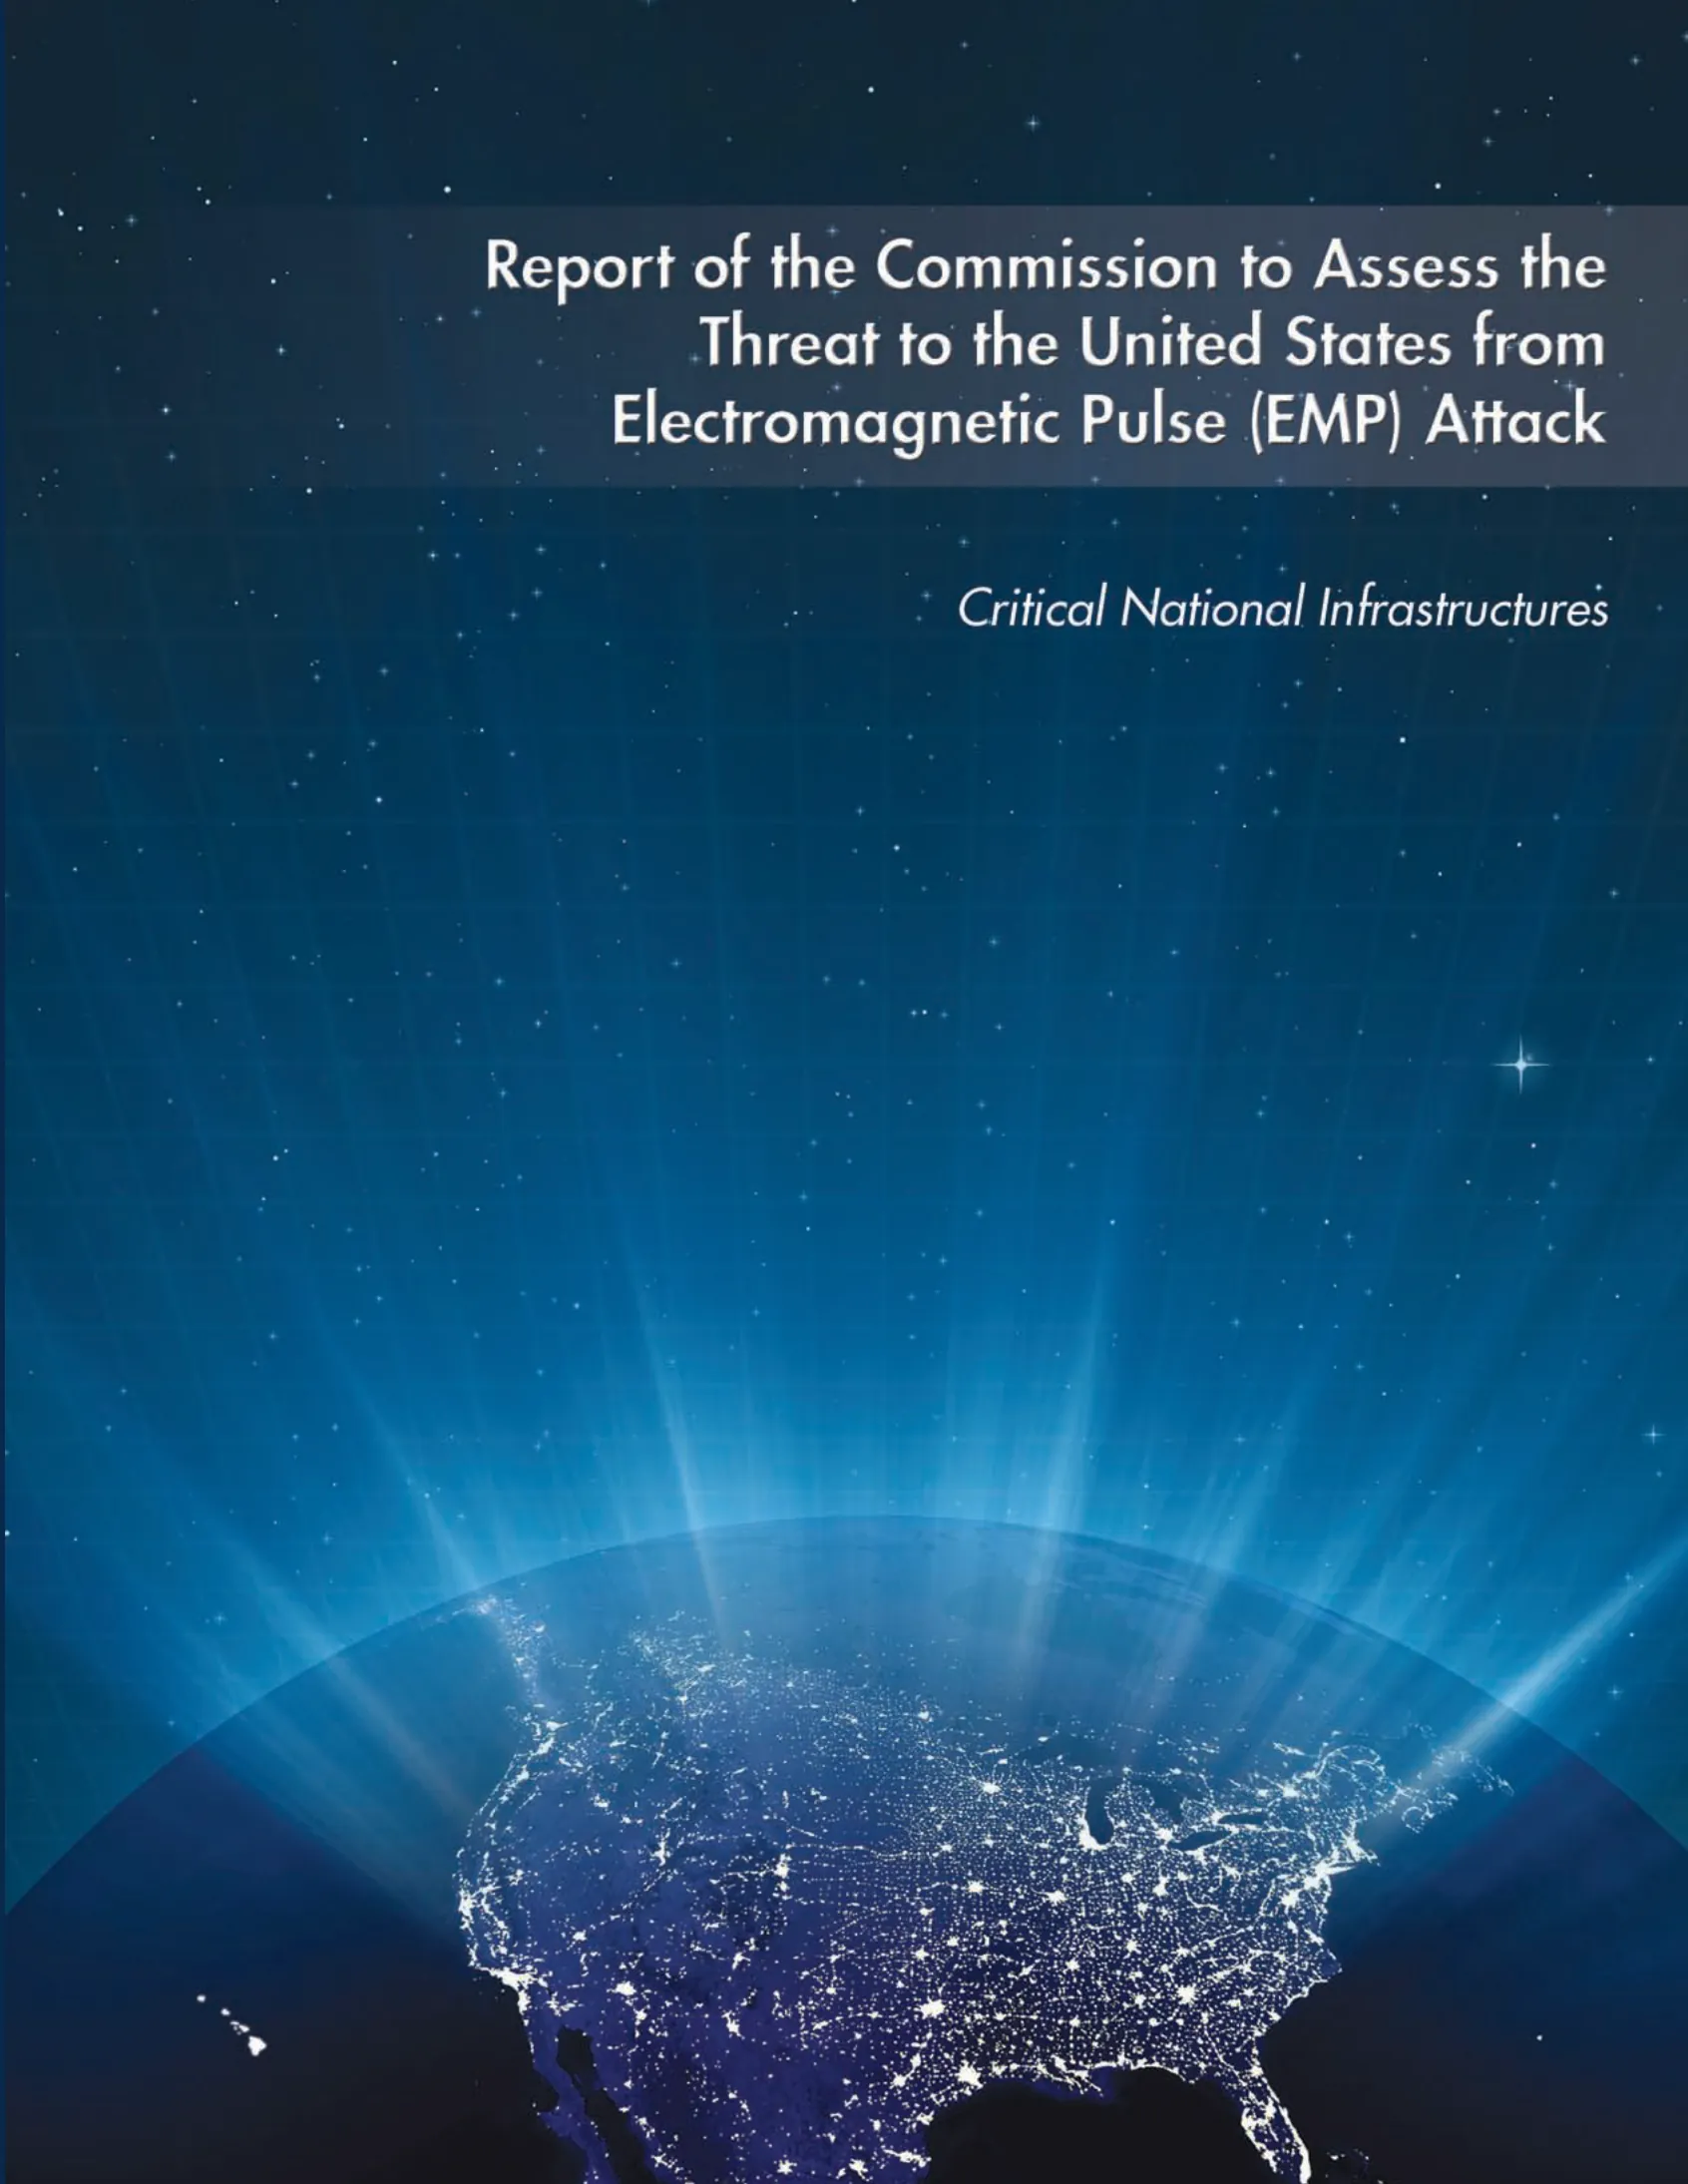 Report of the Commission to Assess the
Threat to the United States from
Electromagnetic Pulse (EMP) Attack
Critical National Infrastructures